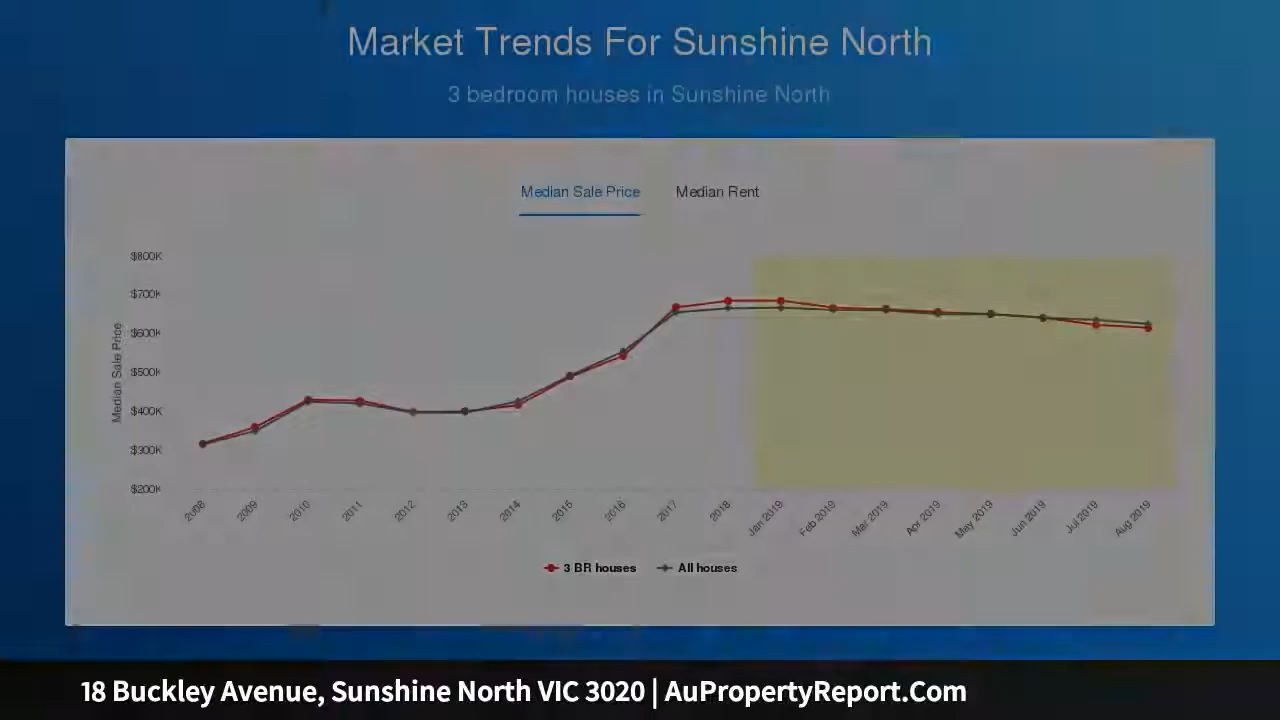 Market Trends For Sunshine North
3 bedroom houses in Sunshine North
Median Sale Price Median Rent
Median Sale Price
$800K
$700K
$600K
$500K
$400K
$300K
$200K
2008 2009 2010 2011 2012 2013 2014 2015 2016 2017 2018 Jan 2019 Feb 2019 Mar 2019 Apr 2019 May 2019 Jun 2019 Jul 2019 Aug 2019
3 BR houses All houses
18 Buckley Avenue, Sunshine North VIC 3020 | AuPropertyReport.Com